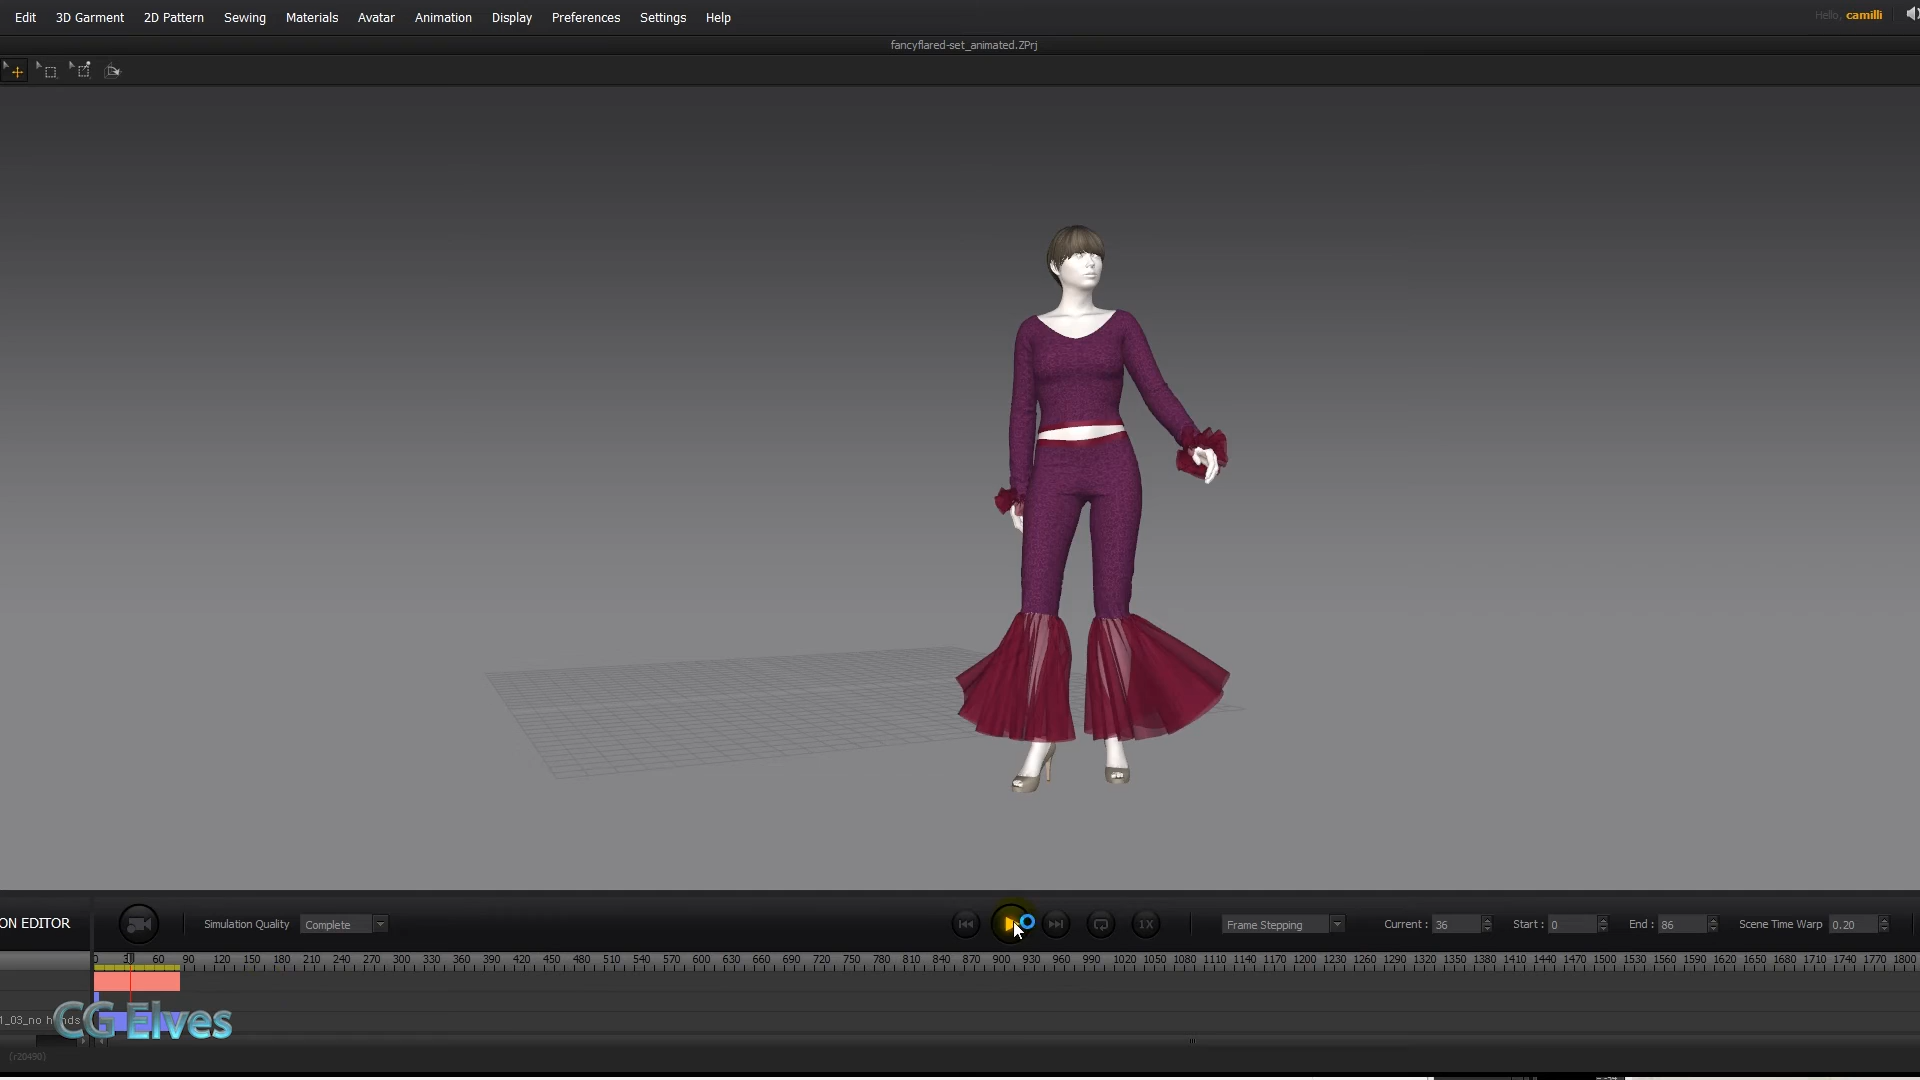 Edit 3D Garment 2D Pattern Sewing Materials Avatar Animation Display Preferences Settings Help
Hello, camilli
fancyflared-set_animated.ZPrj
ON EDITOR
Simulation Quality Complete
1X
Frame Stepping
Current : 36
Start : 0
End : 86
Scene Time Warp 0.20
0 30 60 90 120 150 180 210 240 270 300 330 360 390 420 450 480 510 540 570 600 630 660 690 720 750 780 810 840 870 900 930 960 990 1020 1050 1080 1110 1140 1170 1200 1230 1260 1290 1320 1350 1380 1410 1440 1470 1500 1530 1560 1590 1620 1650 1680 1710 1740 1770 1800
1_03_no hands
CG Elves
(r20490)